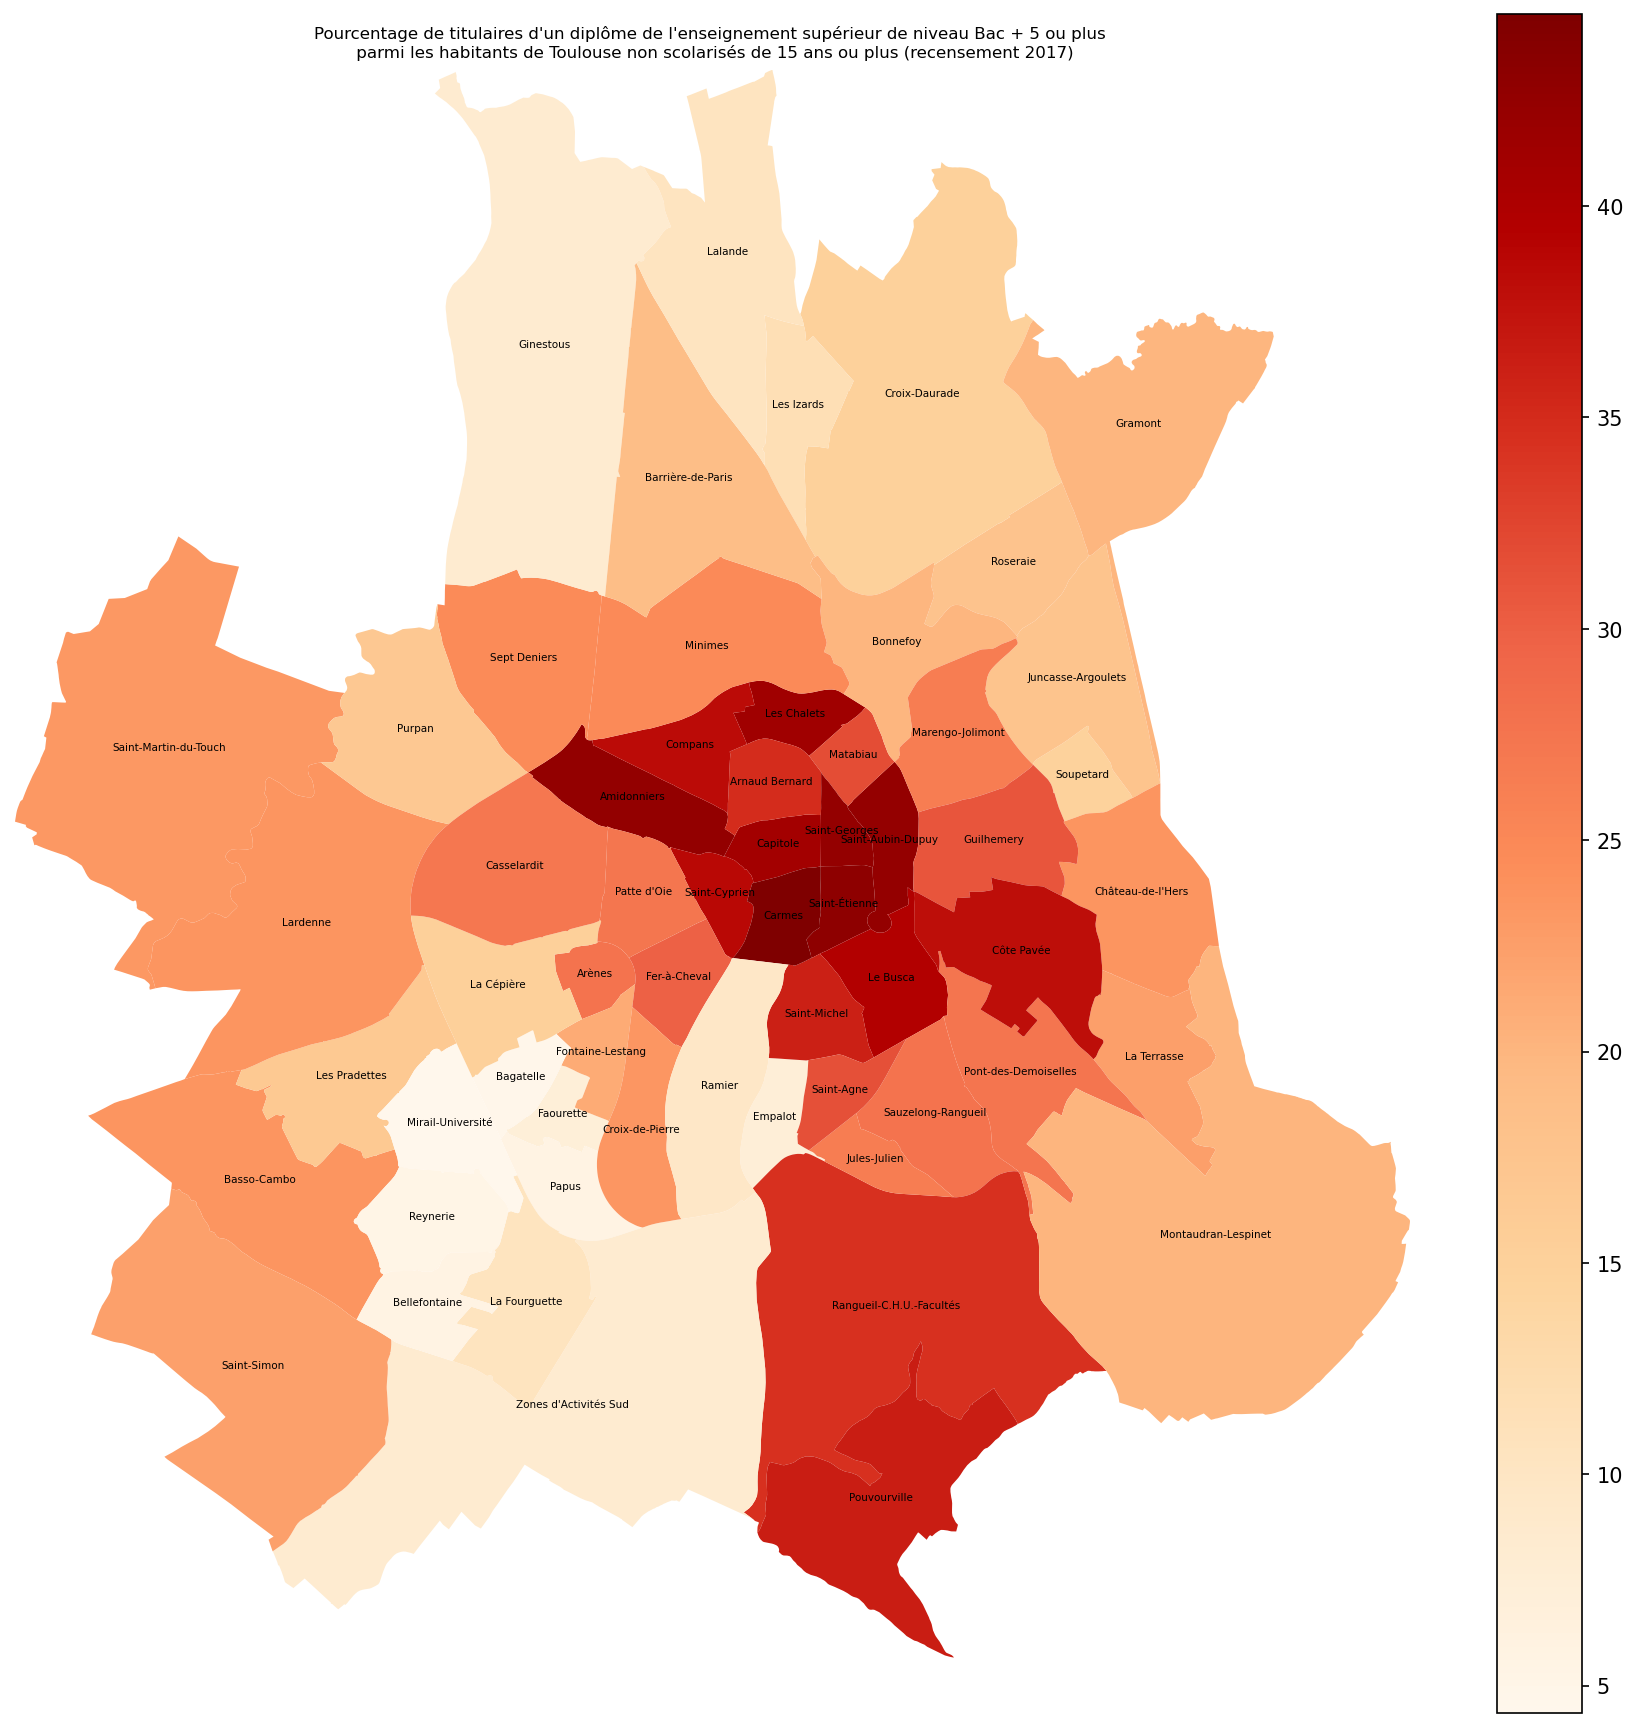 Pourcentage de titulaires d'un diplôme de l'enseignement supérieur de niveau Bac + 5 ou plus
parmi les habitants de Toulouse non scolarisés de 15 ans ou plus (recensement 2017)
40
35
30
25
20
15
10
5
Lalande
Ginestous
Croix-Daurade
Les Izards
Gramont
Barrière-de-Paris
Roseraie
Bonnefoy
Minimes
Sept Deniers
Juncasse-Argoulets
Les Chalets
Purpan
Marengo-Jolimont
Compans
Saint-Martin-du-Touch
Matabiau
Soupetard
Arnaud Bernard
Amidonniers
Saint-Georges
Saint-Aubin-Dupuy
Guilhemery
Capitole
Casselardit
Patte d'Oie
Saint-Cyprien
Château-de-l'Hers
Saint-Étienne
Carmes
Lardenne
Côte Pavée
Arènes
Fer-à-Cheval
Le Busca
La Cépière
Saint-Michel
Fontaine-Lestang
La Terrasse
Pont-des-Demoiselles
Les Pradettes
Bagatelle
Ramier
Saint-Agne
Faourette
Sauzelong-Rangueil
Empalot
Mirail-Université
Croix-de-Pierre
Jules-Julien
Basso-Cambo
Papus
Reynerie
Montaudran-Lespinet
Bellefontaine
La Fourguette
Rangueil-C.H.U.-Facultés
Saint-Simon
Zones d'Activités Sud
Pouvourville